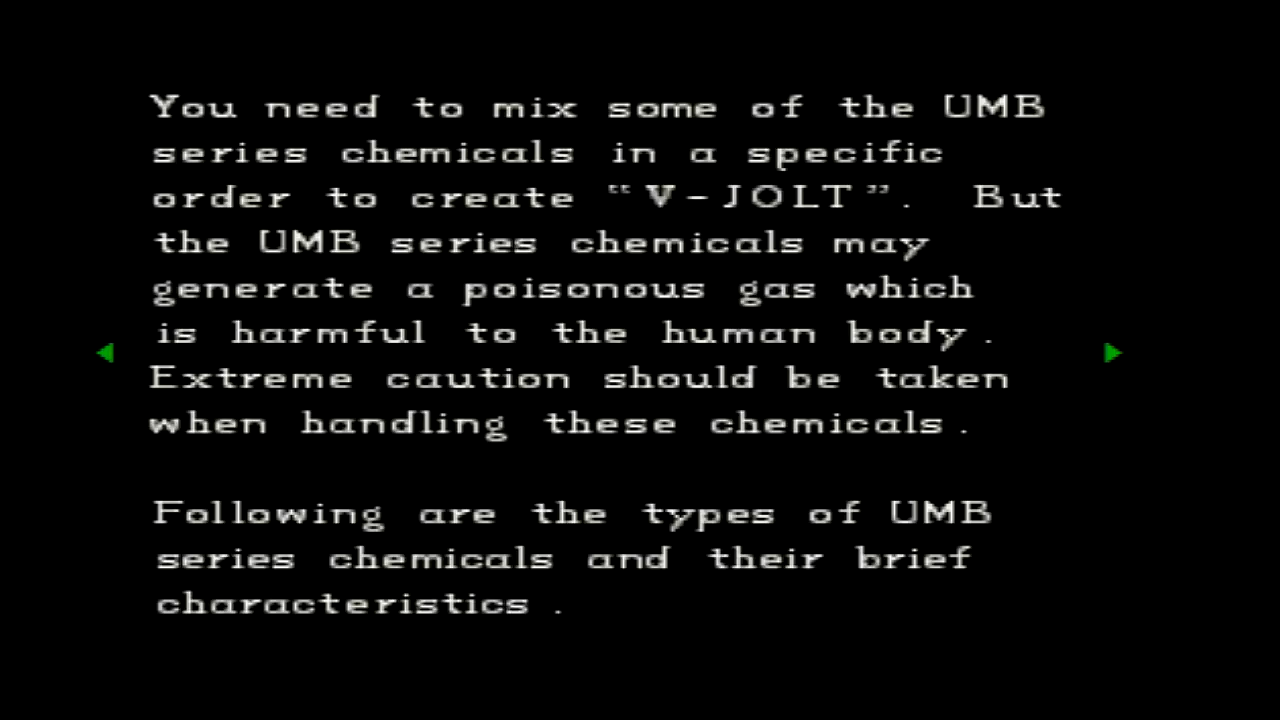 You need to mix some of the UMB
series chemicals in a specific
order to create “V-JOLT”. But
the UMB series chemicals may
generate a poisonous gas which
is harmful to the human body.
Extreme caution should be taken
when handling these chemicals.
Following are the types of UMB
series chemicals and their brief
characteristics.